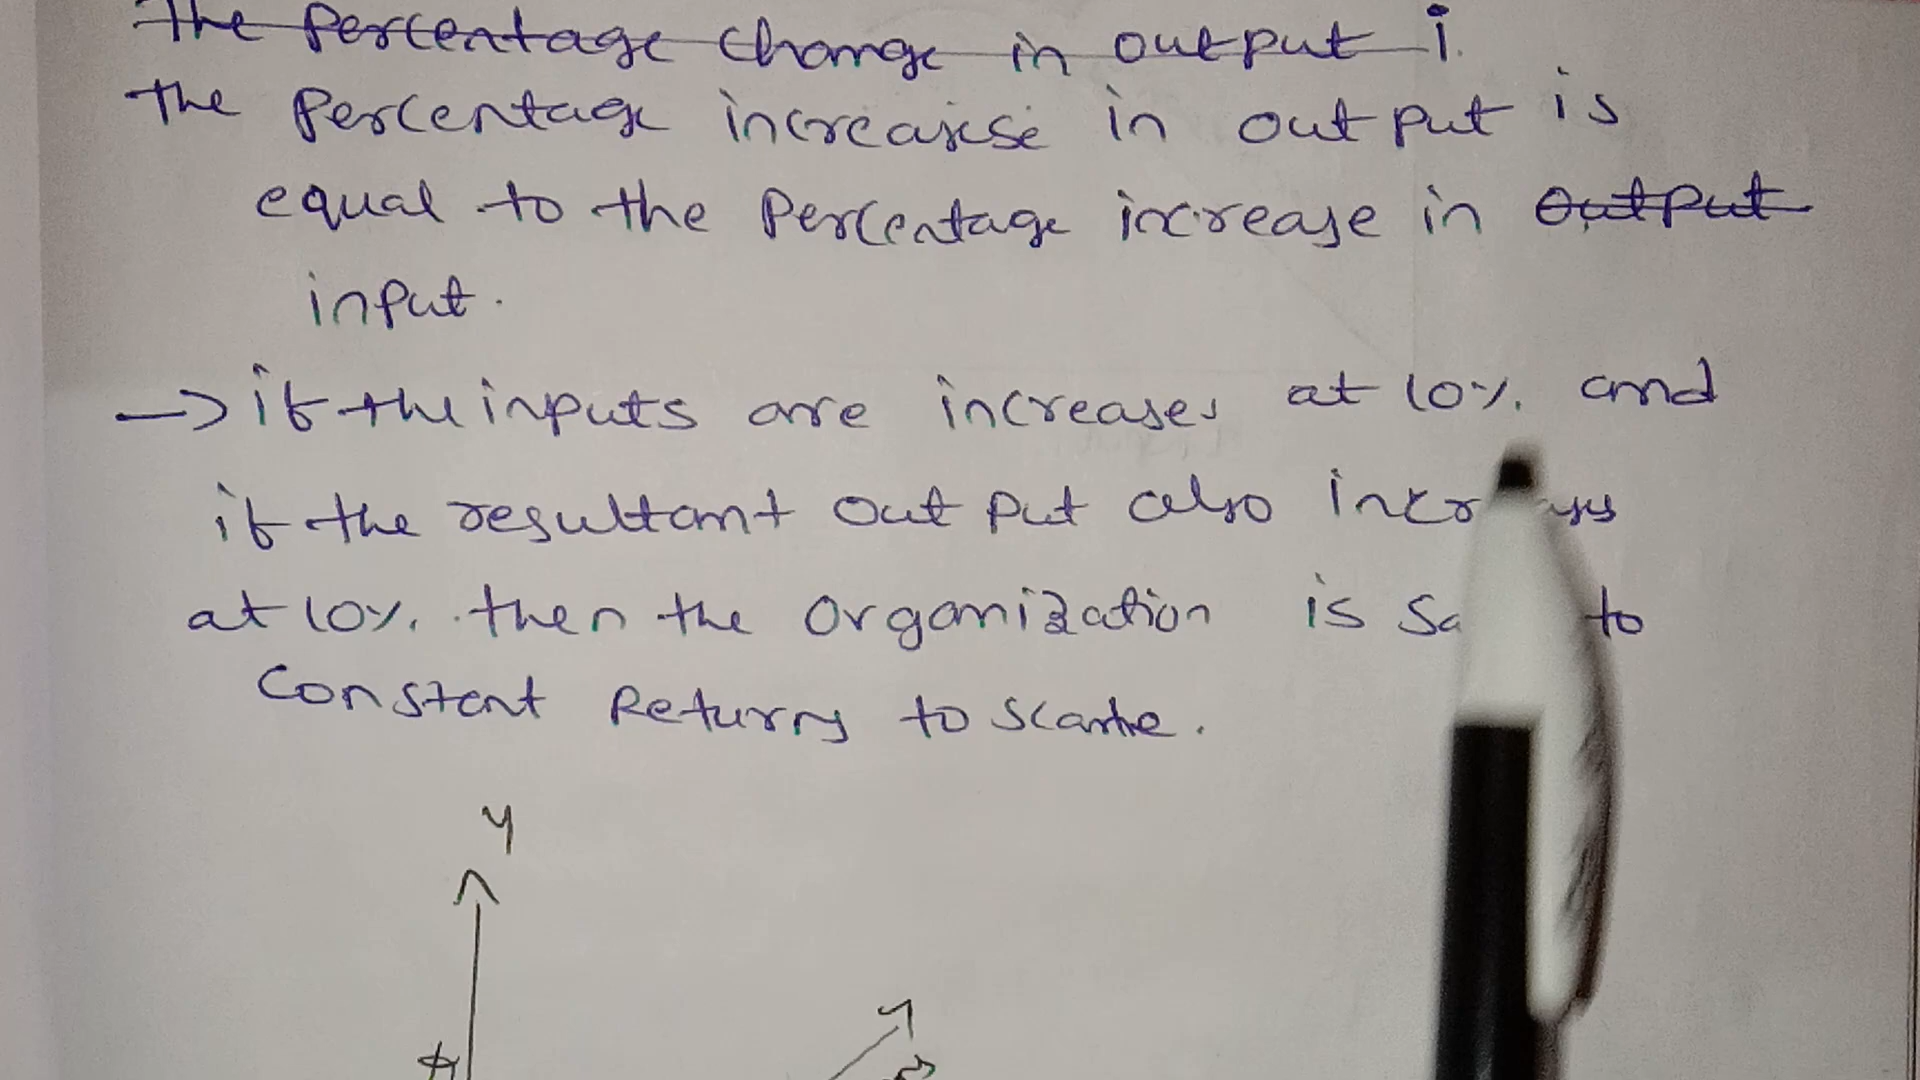 The Percentage change in output i
The Percentage increase in output is
equal to the Percentage increase in output
input.
→ if the inputs are increases at 10% and
if the resultant output also
at 10%. then the organization is to
Constant Returns to
Y